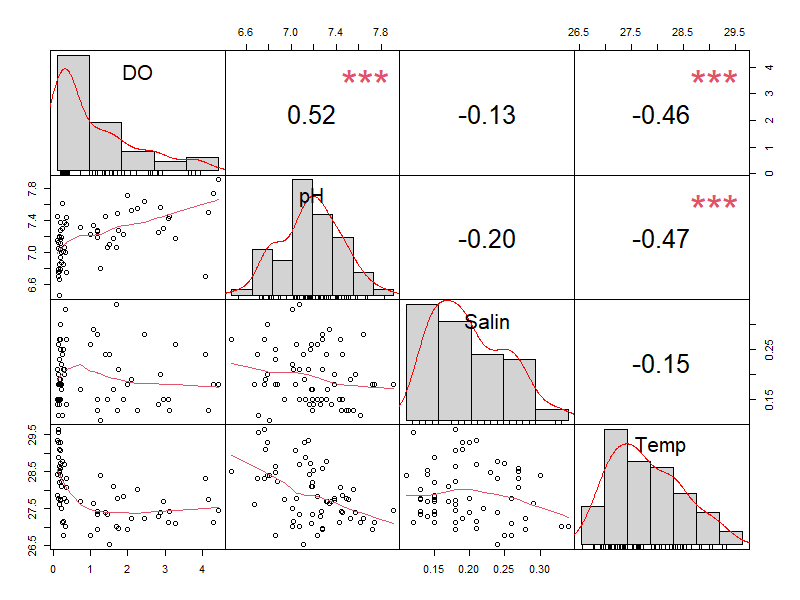 6.6 7.0 7.4 7.8 26.5 27.5 28.5 29.5
DO
***
0.52
-0.13
***
-0.46
0 1 2 3 4
6.6 7.0 7.4 7.8
pH
-0.20
***
-0.47
Salin
-0.15
0.15 0.25
26.5 27.5 28.5 29.5
Temp
0 1 2 3 4 0.15 0.20 0.25 0.30